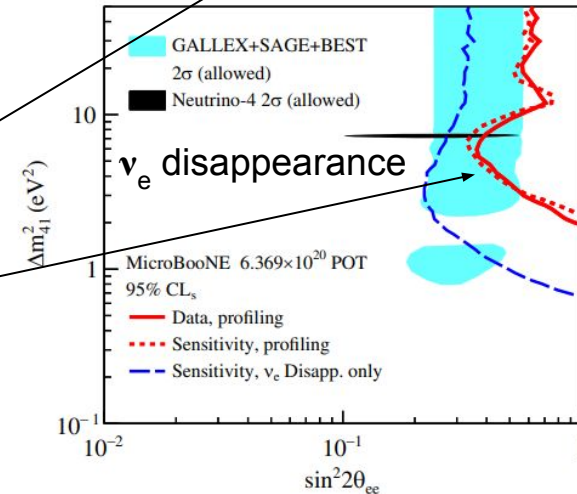 GALLEX+SAGE+BEST
2σ (allowed)
Neutrino-4 2σ (allowed)
10
νe disappearance
Δm²41 (eV²)
1
MicroBooNE 6.369×10²⁰ POT
95% CLs
Data, profiling
Sensitivity, profiling
Sensitivity, νe Disapp. only
10⁻¹
10⁻²
10⁻¹
sin²2θee